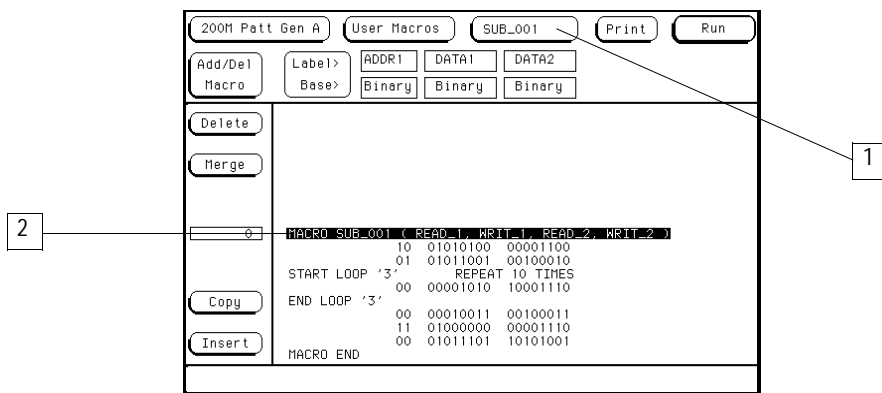 200M Patt Gen A User Macros SUB_001 Print Run
Add/Del Macro Label> ADDR1 DATA1 DATA2
Base> Binary Binary Binary
Delete
1
Merge
2
0 MACRO SUB_001 ( READ_1, WRIT_1, READ_2, WRIT_2 )
10 01010100 00001100
01 01011001 00100010
START LOOP '3' REPEAT 10 TIMES
00 00001010 10001110
Copy END LOOP '3'
00 00010011 00100011
11 01000000 00001110
Insert 00 01011101 10101001
MACRO END